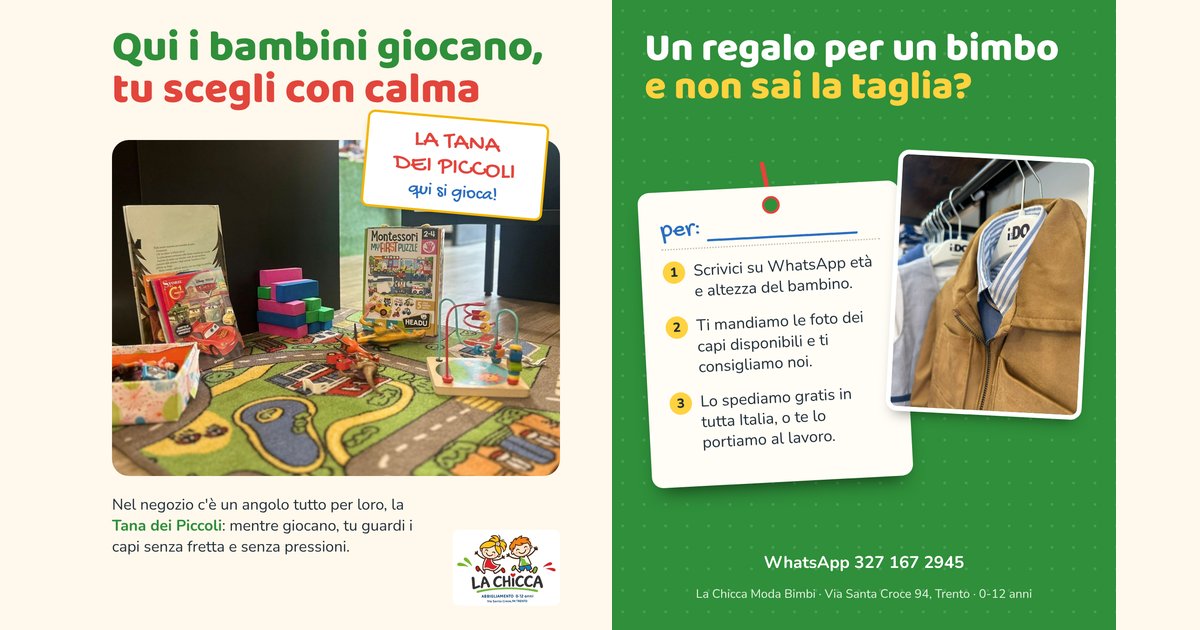 Qui i bambini giocano,
tu scegli con calma
LA TANA
DEI PICCOLI
qui si gioca!
Montessori
MY FIRST PUZZLE
2-4
HEADU
Nel negozio c'è un angolo tutto per loro, la
Tana dei Piccoli: mentre giocano, tu guardi i
capi senza fretta e senza pressioni.
LA CHiCCA
ABBIGLIAMENTO 0-12 anni
Via Santa Croce,94 TRENTO
Un regalo per un bimbo
e non sai la taglia?
per:
1 Scrivici su WhatsApp età
e altezza del bambino.
2 Ti mandiamo le foto dei
capi disponibili e ti
consigliamo noi.
3 Lo spediamo gratis in
tutta Italia, o te lo
portiamo al lavoro.
iDO
iDO
WhatsApp 327 167 2945
La Chicca Moda Bimbi · Via Santa Croce 94, Trento · 0-12 anni